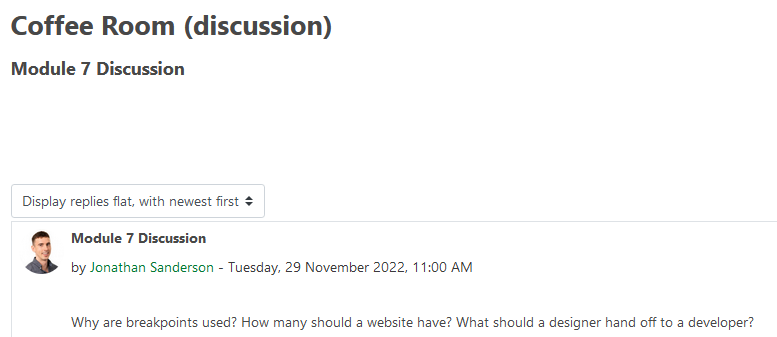 Coffee Room (discussion)
Module 7 Discussion
Display replies flat, with newest first
Module 7 Discussion
by Jonathan Sanderson - Tuesday, 29 November 2022, 11:00 AM
Why are breakpoints used? How many should a website have? What should a designer hand off to a developer?